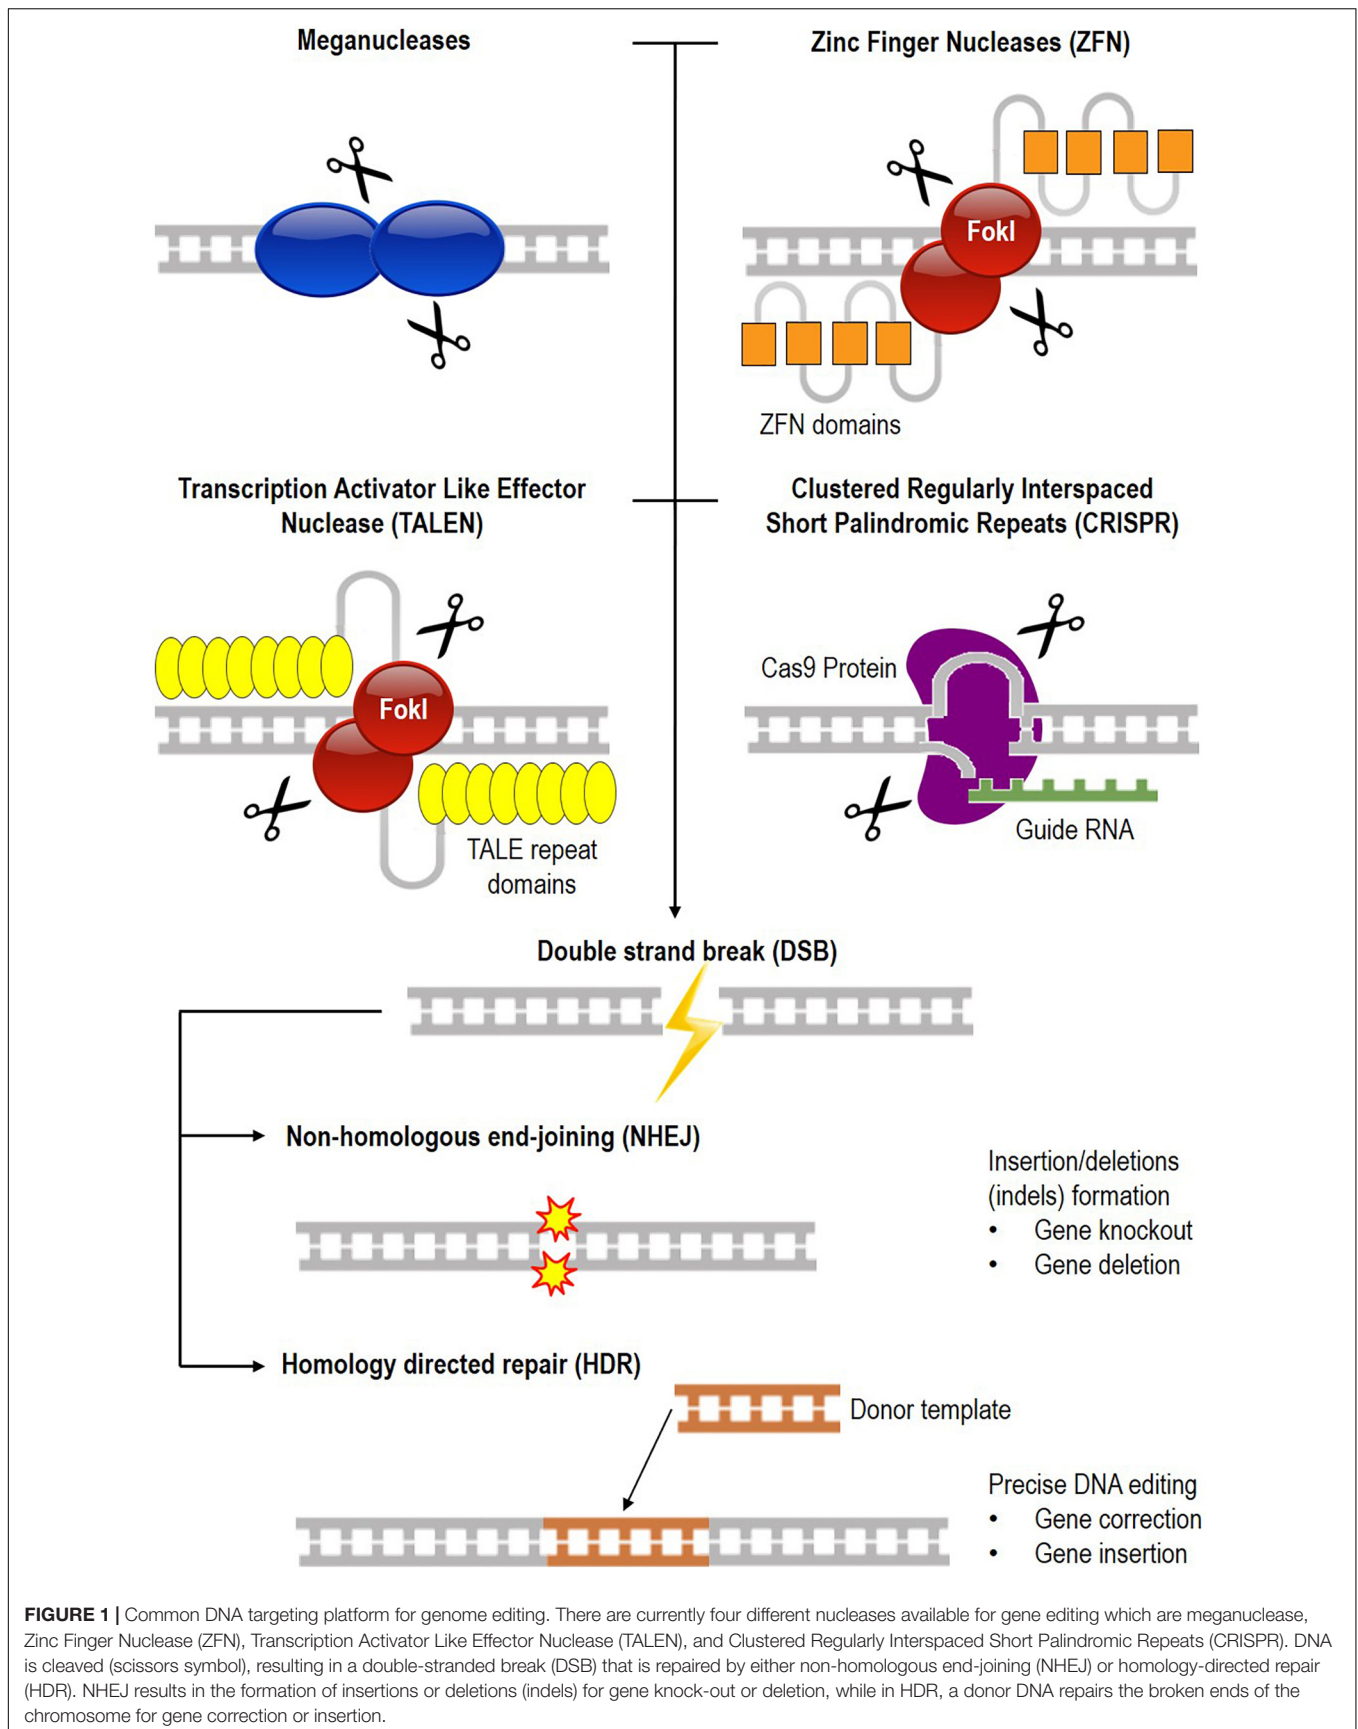 Meganucleases
Zinc Finger Nucleases (ZFN)
FokI
ZFN domains
Transcription Activator Like Effector
Nuclease (TALEN)
Clustered Regularly Interspaced
Short Palindromic Repeats (CRISPR)
FokI
TALE repeat
domains
Cas9 Protein
Guide RNA
Double strand break (DSB)
Non-homologous end-joining (NHEJ)
Insertion/deletions
(indels) formation
• Gene knockout
• Gene deletion
Homology directed repair (HDR)
Donor template
Precise DNA editing
• Gene correction
• Gene insertion
FIGURE 1 | Common DNA targeting platform for genome editing. There are currently four different nucleases available for gene editing which are meganuclease,
Zinc Finger Nuclease (ZFN), Transcription Activator Like Effector Nuclease (TALEN), and Clustered Regularly Interspaced Short Palindromic Repeats (CRISPR). DNA
is cleaved (scissors symbol), resulting in a double-stranded break (DSB) that is repaired by either non-homologous end-joining (NHEJ) or homology-directed repair
(HDR). NHEJ results in the formation of insertions or deletions (indels) for gene knock-out or deletion, while in HDR, a donor DNA repairs the broken ends of the
chromosome for gene correction or insertion.